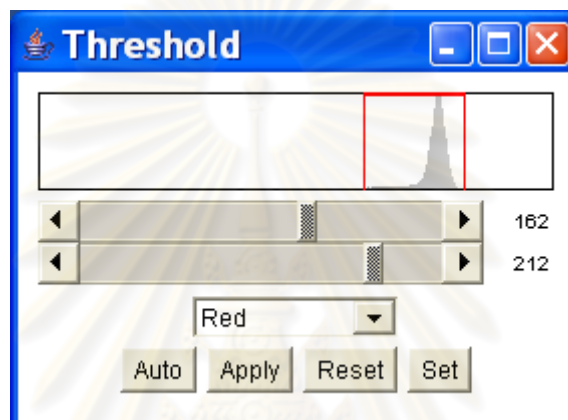 Threshold
162
212
Red
Auto Apply Reset Set